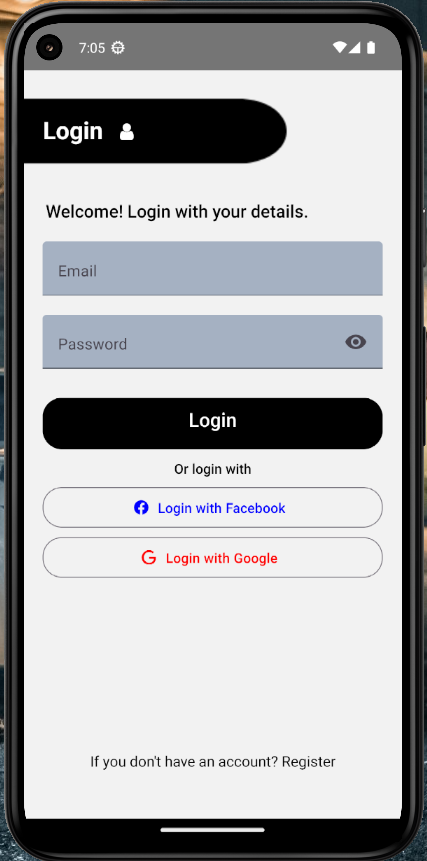 7:05
Login
Welcome! Login with your details.
Email
Password
Login
Or login with
Login with Facebook
Login with Google
If you don't have an account? Register